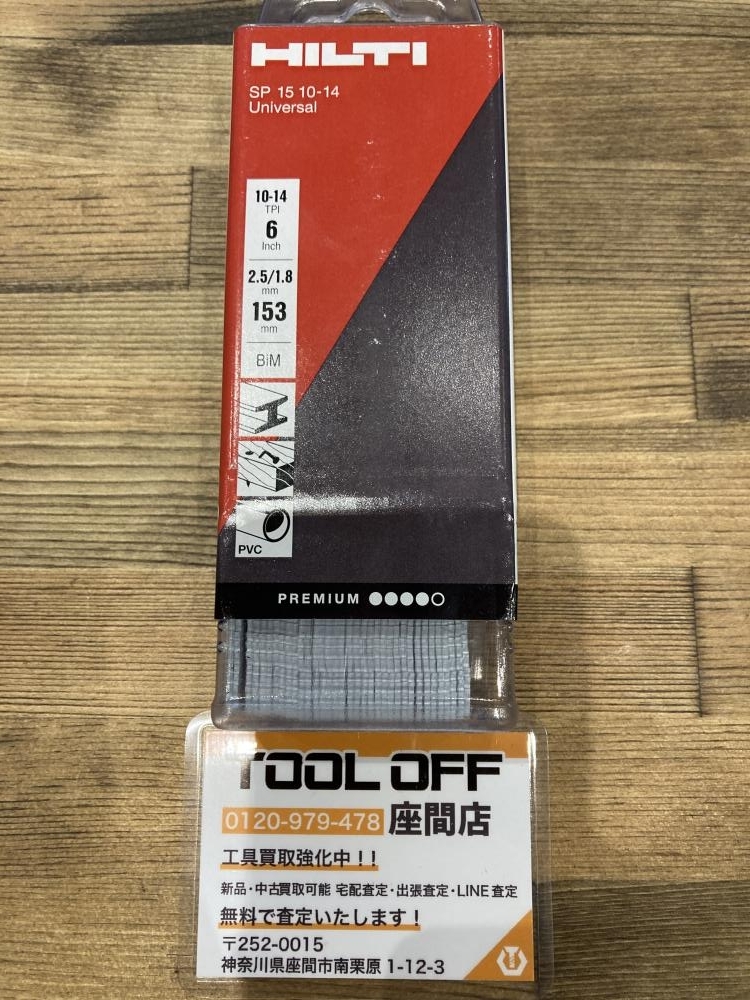 HILTI
SP 15 10-14
Universal
10-14
TPI
6
Inch
2.5/1.8
mm
153
mm
BiM
PVC
PREMIUM
TOOL OFF
0120-979-478 座間店
工具買取強化中！！
新品・中古買取可能 宅配査定・出張査定・LINE査定
無料で査定いたします！
〒252-0015
神奈川県座間市南栗原1-12-3